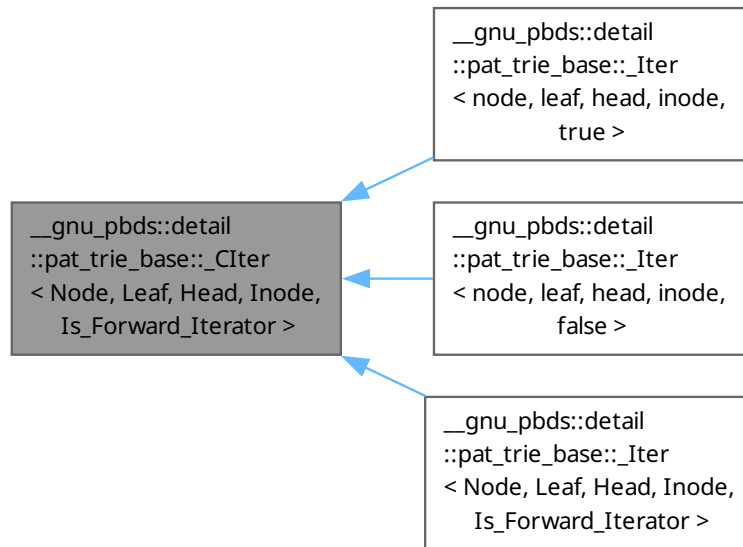 __gnu_pbds::detail
::pat_trie_base::_CIter
< Node, Leaf, Head, Inode,
Is_Forward_Iterator >
__gnu_pbds::detail
::pat_trie_base::_Iter
< node, leaf, head, inode,
true >
__gnu_pbds::detail
::pat_trie_base::_Iter
< node, leaf, head, inode,
false >
__gnu_pbds::detail
::pat_trie_base::_Iter
< Node, Leaf, Head, Inode,
Is_Forward_Iterator >